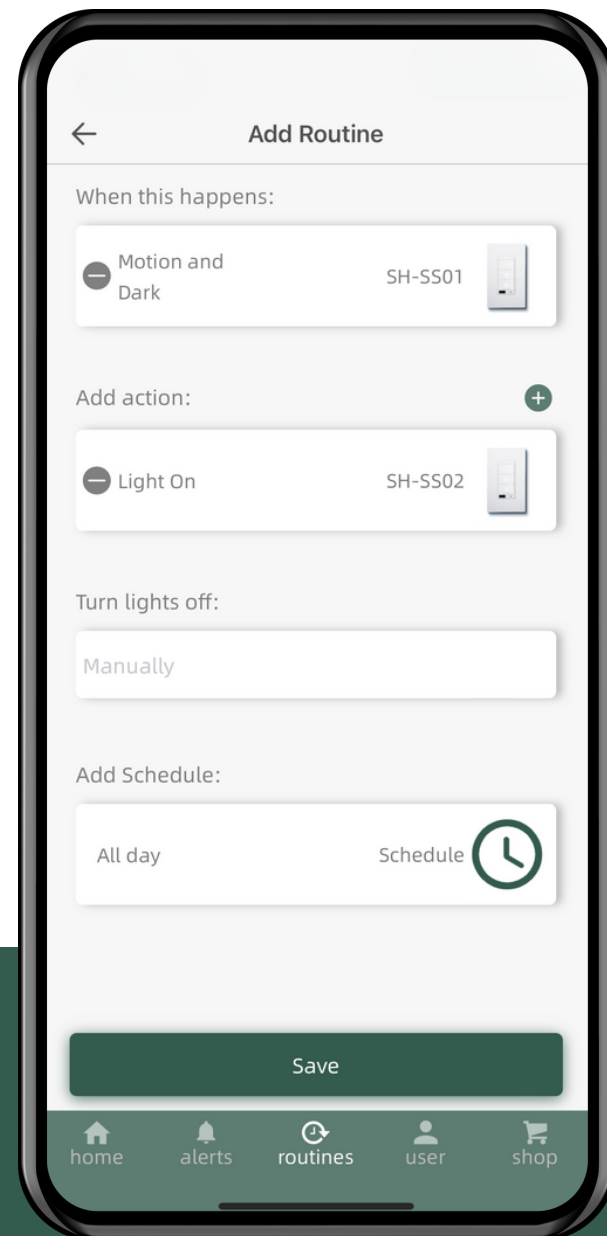 Add Routine
When this happens:
Motion and
Dark
SH-SS01
Add action:
Light On
SH-SS02
Turn lights off:
Manually
Add Schedule:
All day
Schedule
Save
home
alerts
routines
user
shop